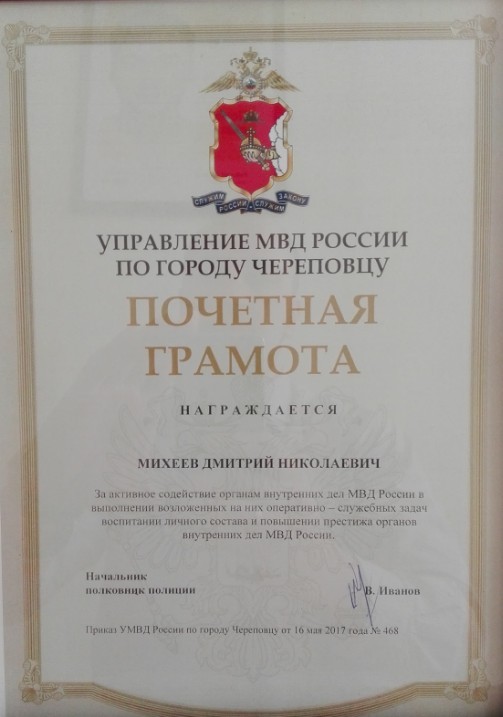 СЛУЖИМ РОССИИ, СЛУЖИМ ЗАКОНУ
УПРАВЛЕНИЕ МВД РОССИИ
ПО ГОРОДУ ЧЕРЕПОВЦУ
ПОЧЕТНАЯ
ГРАМОТА
НАГРАЖДАЕТСЯ
МИХЕЕВ ДМИТРИЙ НИКОЛАЕВИЧ
За активное содействие органам внутренних дел МВД России в
выполнении возложенных на них оперативно – служебных задач
воспитании личного состава и повышении престижа органов
внутренних дел МВД России.
Начальник
полковник полиции В. Иванов
Приказ УМВД России по городу Череповцу от 16 мая 2017 года № 468